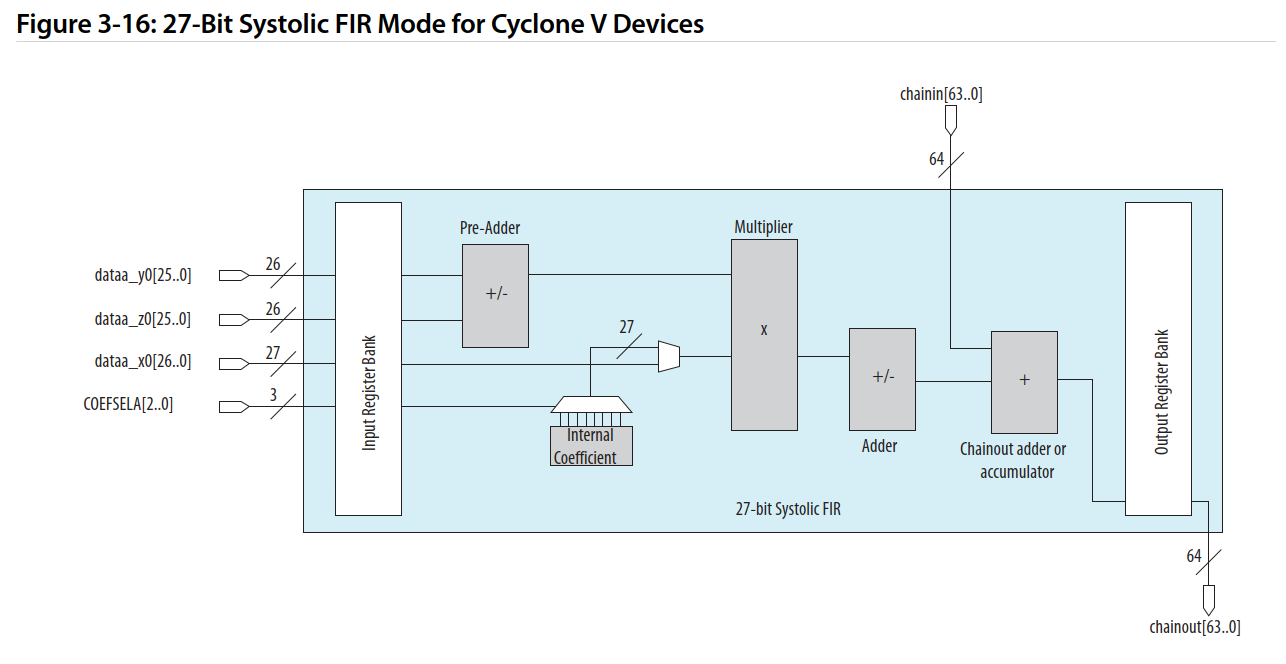 Figure 3-16: 27-Bit Systolic FIR Mode for Cyclone V Devices
chainin[63..0]
64
Pre-Adder
Multiplier
dataa_y0[25..0]
26
+/-
dataa_z0[25..0]
26
27
x
dataa_x0[26..0]
27
Input Register Bank
+/-
+
Output Register Bank
COEFSELA[2..0]
3
Internal
Coefficient
Adder
Chainout adder or
accumulator
27-bit Systolic FIR
64
chainout[63..0]